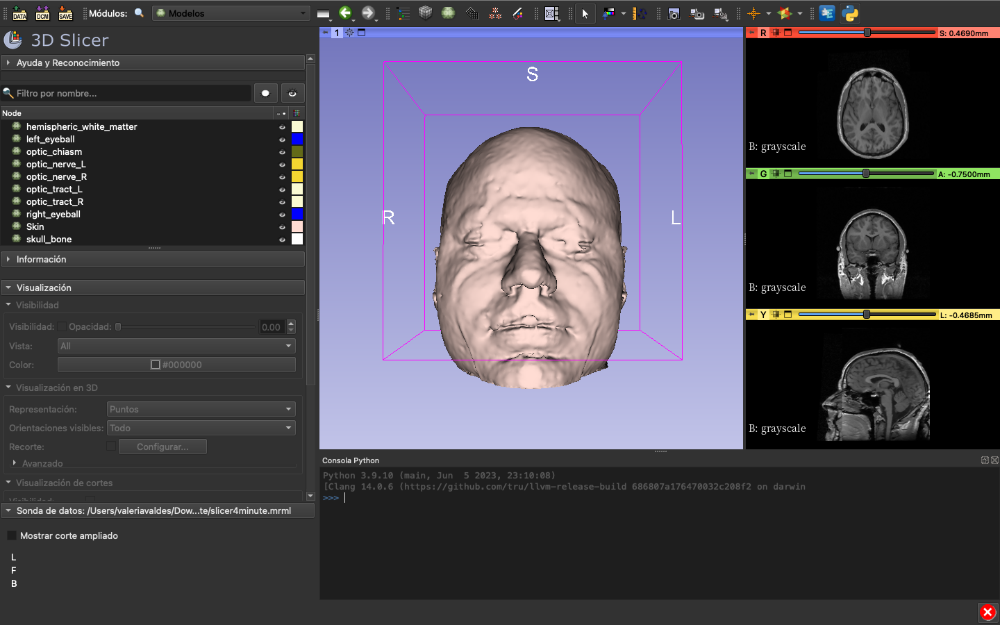 DATA DCM SAVE Módulos: Modelos
3D Slicer
Ayuda y Reconocimiento
Filtro por nombre...
Node
hemispheric_white_matter
left_eyeball
optic_chiasm
optic_nerve_L
optic_nerve_R
optic_tract_L
optic_tract_R
right_eyeball
Skin
skull_bone
Información
Visualización
Visibilidad
Visibilidad: Opacidad: 0.00
Vista: All
Color: #000000
Visualización en 3D
Representación: Puntos
Orientaciones visibles: Todo
Recorte: Configurar...
Avanzado
Visualización de cortes
Visibilidad:
Sonda de datos: /Users/valeriavaldes/Dow...te/slicer4minute.mrml
Mostrar corte ampliado
L
F
B
1
S
R L
R S: 0.4690mm
B: grayscale
G A: -0.7500mm
B: grayscale
Y L: -0.4685mm
B: grayscale
Consola Python
Python 3.9.10 (main, Jun  5 2023, 23:10:08)
[Clang 14.0.6 (https://github.com/tru/llvm-release-build 686807a176470032c208f2 on darwin
>>>